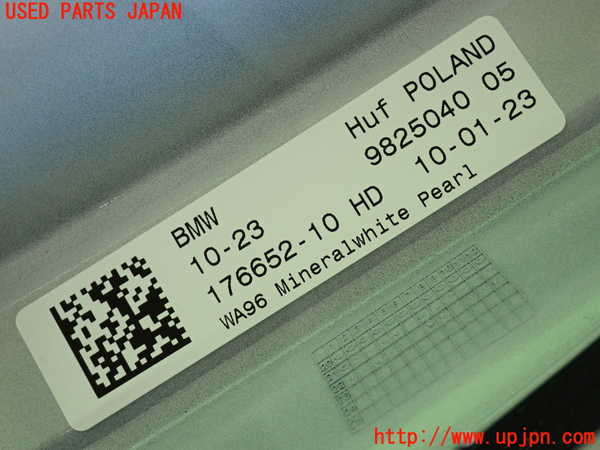 USED PARTS JAPAN
Huf POLAND
BMW
9825040 05
10-23
10-01-23
176652-10 HD
WA96 Mineralwhite Pearl
http://www.upjpn.com